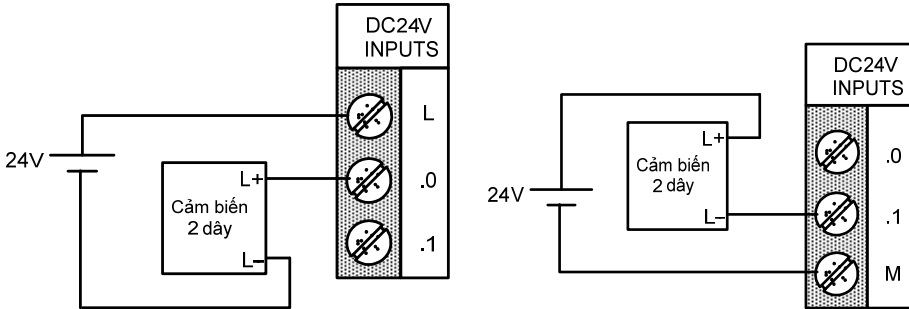 DC24V
INPUTS
L
24V
L+
.0
Cảm biến
2 dây
.1
L–
DC24V
INPUTS
L+
.0
Cảm biến
2 dây
24V
L–
.1
M